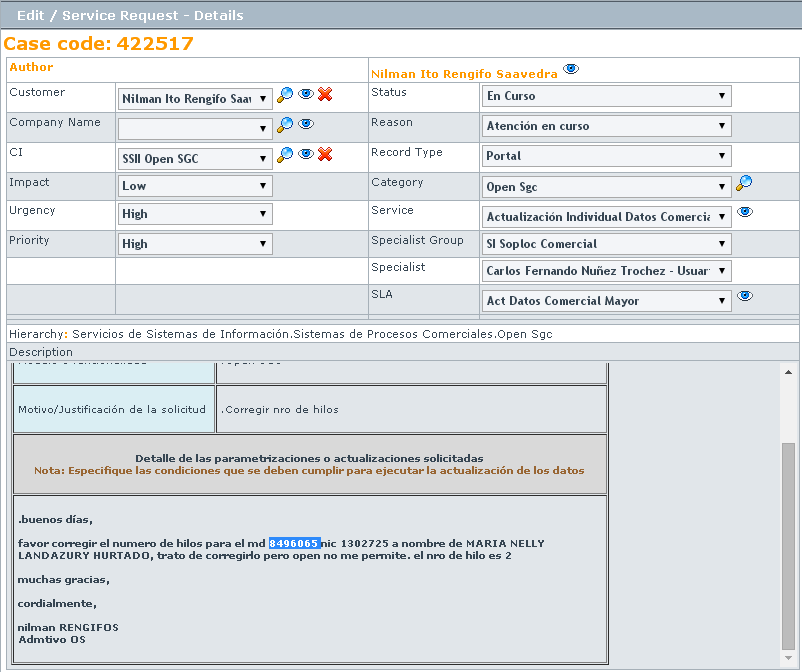 Edit / Service Request - Details
Case code: 422517
Author
Nilman Ito Rengifo Saavedra
Customer
Nilman Ito Rengifo Saa
Status
En Curso
Company Name
Reason
Atención en curso
CI
SSII Open SGC
Record Type
Portal
Impact
Low
Category
Open Sgc
Urgency
High
Service
Actualización Individual Datos Comercia
Priority
High
Specialist Group
SI Soploc Comercial
Specialist
Carlos Fernando Nuñez Trochez - Usuar
SLA
Act Datos Comercial Mayor
Hierarchy: Servicios de Sistemas de Información.Sistemas de Procesos Comerciales.Open Sgc
Description
Motivo/Justificación de la solicitud
.Corregir nro de hilos
Detalle de las parametrizaciones o actualizaciones solicitadas
Nota: Especifique las condiciones que se deben cumplir para ejecutar la actualización de los datos
.buenos días,
favor corregir el numero de hilos para el md 8496065 nic 1302725 a nombre de MARIA NELLY
LANDAZURY HURTADO, trato de corregirlo pero open no me permite. el nro de hilo es 2
muchas gracias,
cordialmente,
nilman RENGIFOS
Admtivo OS